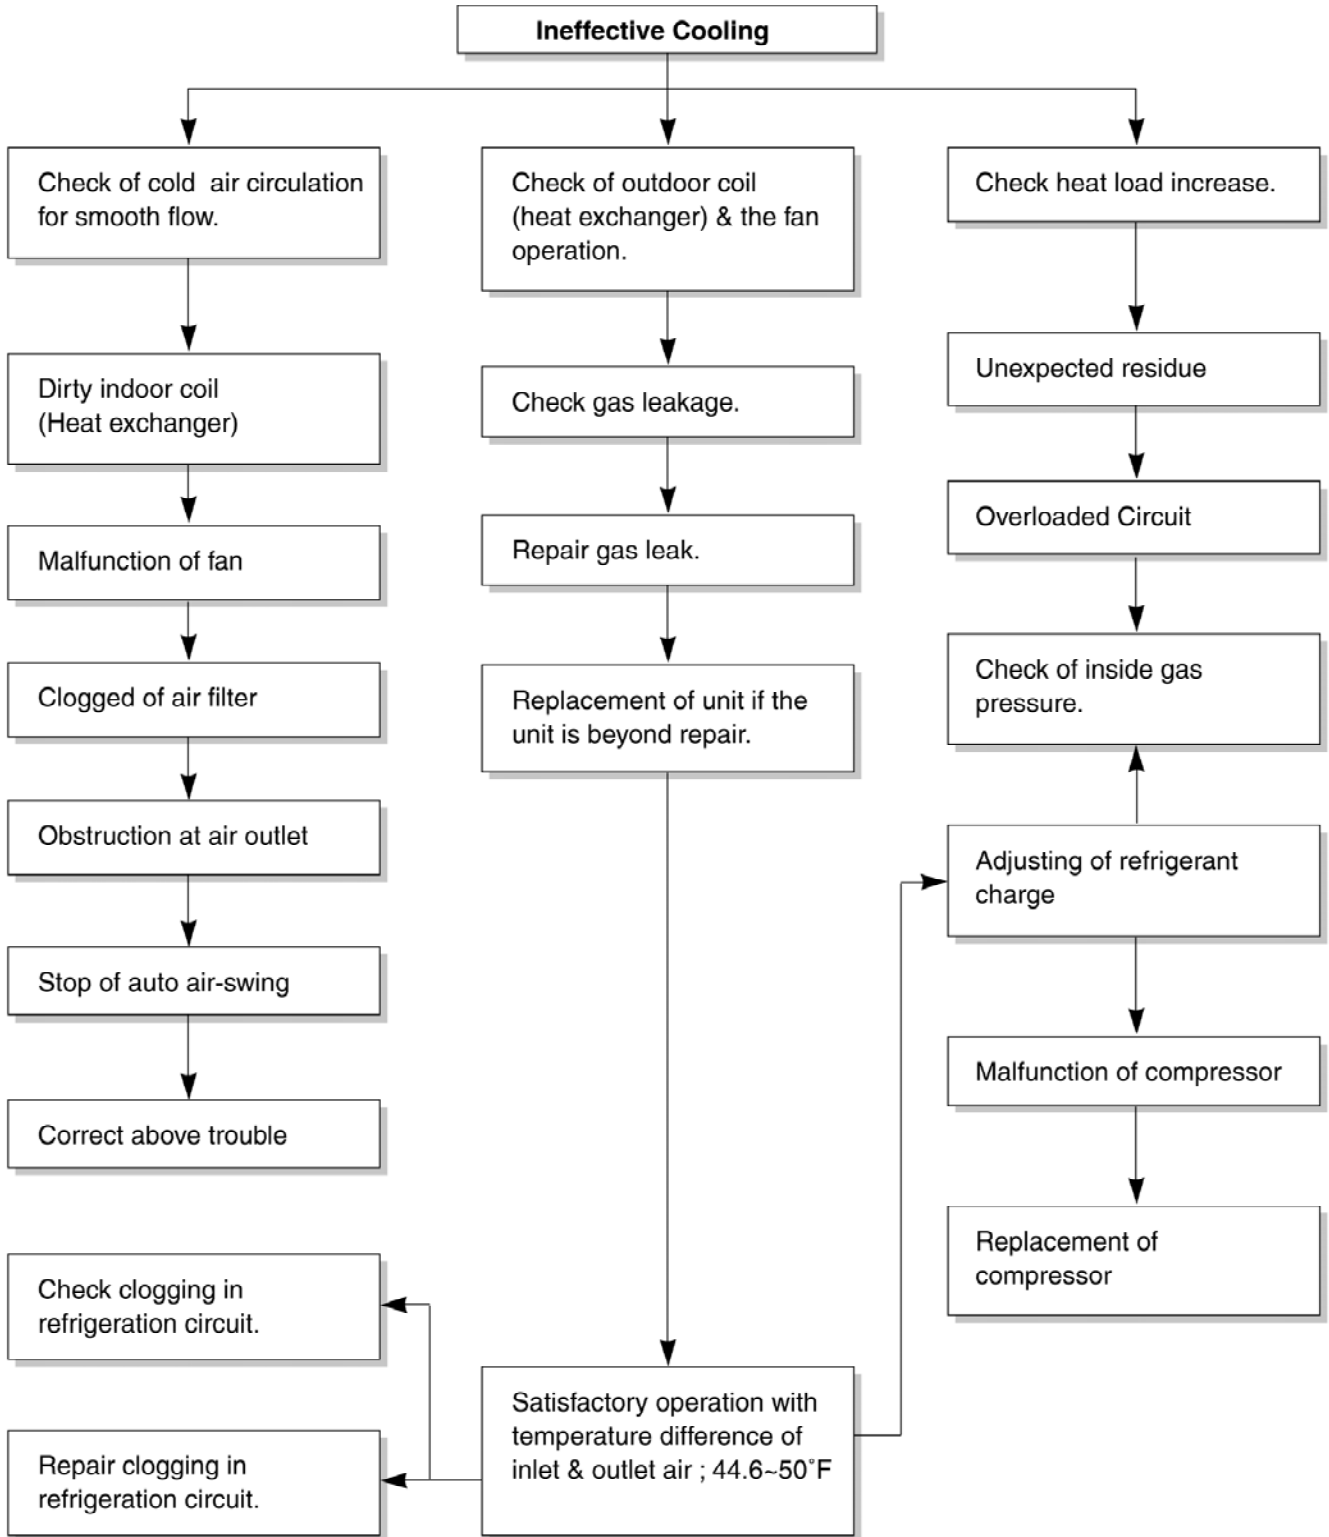 Ineffective Cooling
Check of cold air circulation
for smooth flow.
Dirty indoor coil
(Heat exchanger)
Malfunction of fan
Clogged of air filter
Obstruction at air outlet
Stop of auto air-swing
Correct above trouble
Check clogging in
refrigeration circuit.
Repair clogging in
refrigeration circuit.
Check of outdoor coil
(heat exchanger) & the fan
operation.
Check gas leakage.
Repair gas leak.
Replacement of unit if the
unit is beyond repair.
Satisfactory operation with
temperature difference of
inlet & outlet air ; 44.6~50˚F
Check heat load increase.
Unexpected residue
Overloaded Circuit
Check of inside gas
pressure.
Adjusting of refrigerant
charge
Malfunction of compressor
Replacement of
compressor